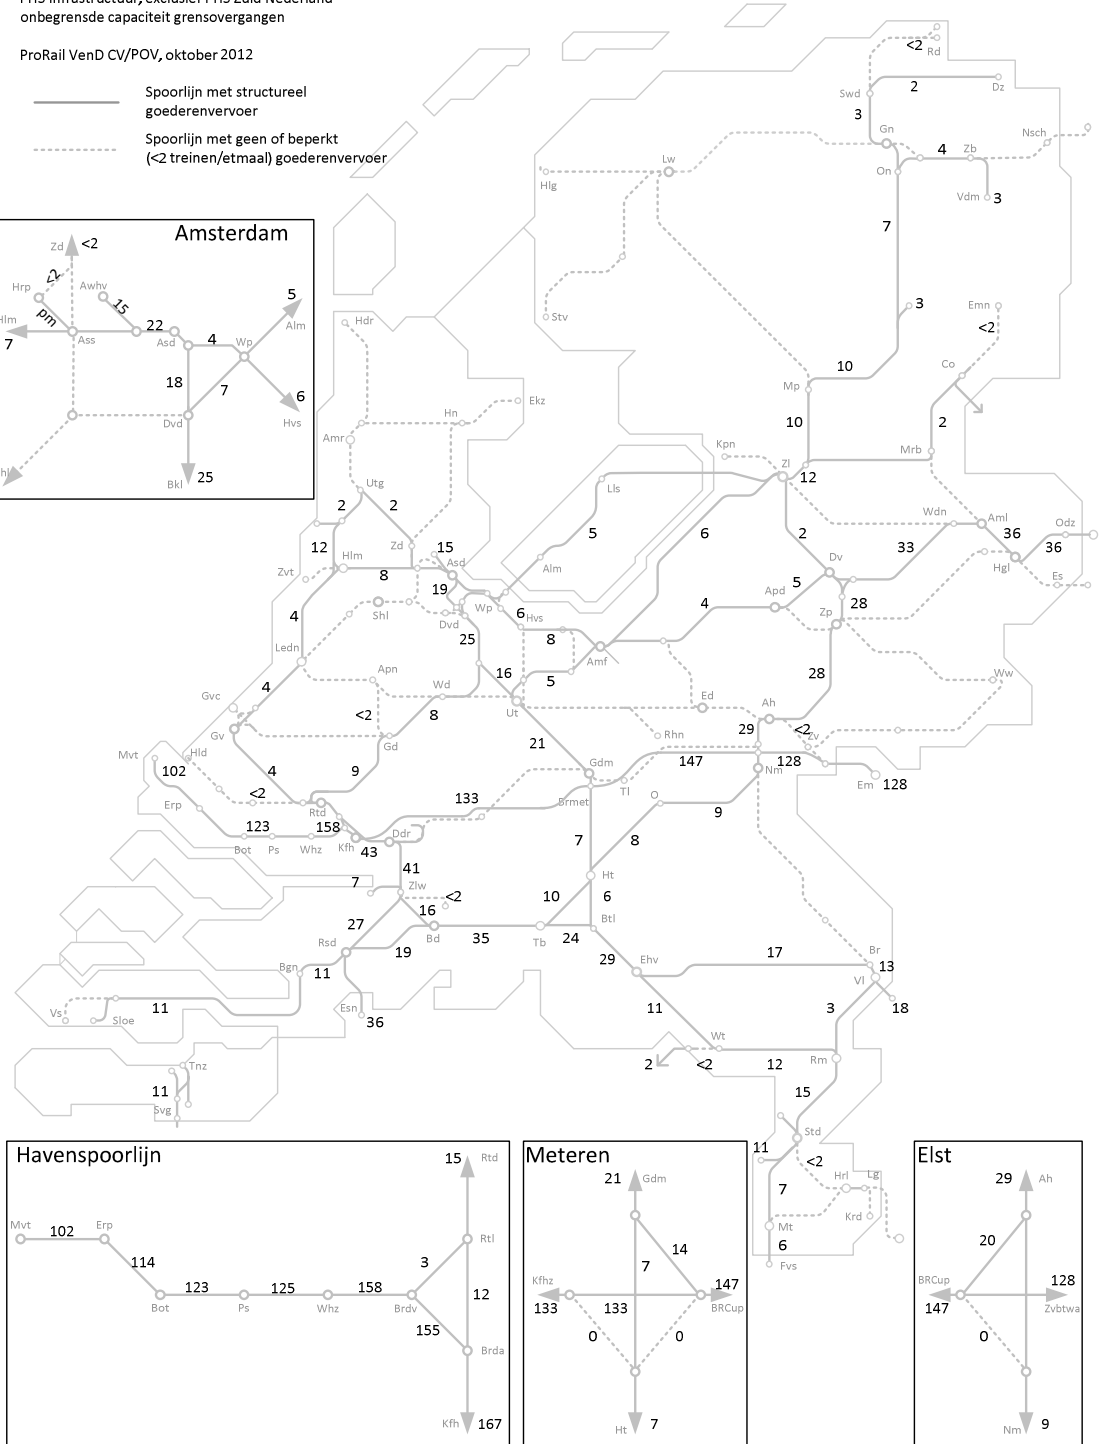 PHS Infrastructuur, exclusief PHS Zuid-Nederland
onbegrensde capaciteit grensovergangen
ProRail VenD CV/POV, oktober 2012
Spoorlijn met structureel
goederenvervoer
Spoorlijn met geen of beperkt
(<2 treinen/etmaal) goederenvervoer
<2
Rd
2
Dz
Swd
3
Gn
Nsch
4
Zb
On
Vdm
3
Lw
Hlg
7
Stv
3
Emn
<2
Co
10
Mp
10
2
Mrb
Kpn
Zl
12
Amsterdam
Zd
<2
<2
Hrp
Awhv
15
pm
Hlm
7
Ass
22
Asd
4
Wp
5
Alm
18
7
6
Hvs
Dvd
hl
Bkl
25
Hdr
Hn
Ekz
Amr
Utg
2
2
Lls
5
6
2
Wdn
Aml
36
Odz
33
36
Hgl
Es
12
Hlm
Zd
15
Asd
8
Zvt
19
Alm
Dv
5
Apd
28
Zp
4
4
Shl
Dvd
Wp
6
Hvs
8
25
Amf
Ledn
Apn
16
5
28
Ww
4
Wd
Gvc
<2
8
Ut
Ed
Ah
Gv
Gd
29
<2
Zv
Rhn
21
Mvt
Hld
102
4
9
Gdm
147
128
Nm
Tl
Em
128
Erp
<2
133
Brmet
O
9
Rtd
123
158
Bot
Ps
Whz
Kfh
43
Ddr
7
8
41
7
Zlw
<2
Ht
10
6
27
16
Btl
Rsd
19
Bd
35
Tb
24
Bgn
11
29
Ehv
17
Br
13
Vl
18
11
Vs
Sloe
Esn
36
11
3
Wt
2
<2
12
Rm
Tnz
11
Svg
15
Std
11
<2
7
Hrl
Lg
Krd
Mt
6
Fvs
Havenspoorlijn
15
Rtd
Mvt
102
Erp
Rtl
114
3
123
125
158
12
Bot
Ps
Whz
Brdv
155
Brda
Kfh
167
Meteren
21
Gdm
14
7
Kfhz
147
133
133
BRCup
0
0
Ht
7
Elst
29
Ah
20
BRCup
128
147
Zvbtwa
0
Nm
9